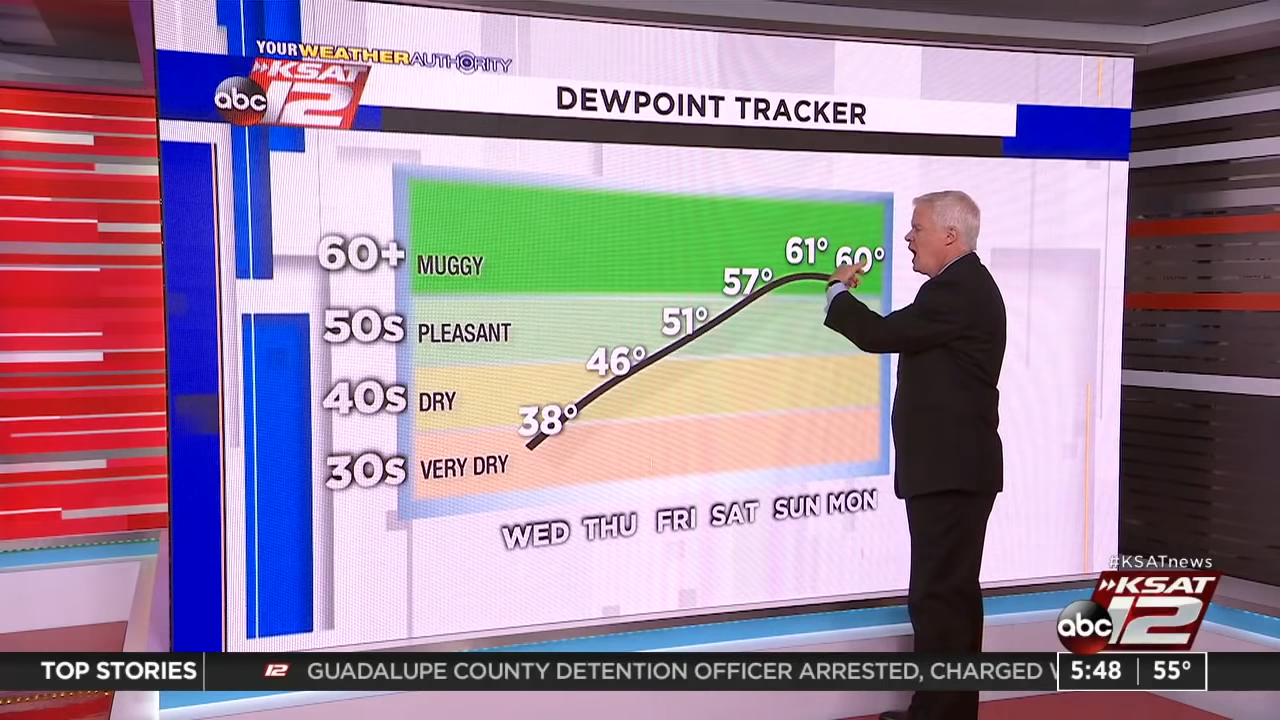 YOUR WEATHER AUTHORITY
»KSAT
abc 12
DEWPOINT TRACKER
60+ MUGGY
50s PLEASANT
40s DRY
30s VERY DRY
38°
46°
51°
57°
61°
60°
WED THU FRI SAT SUN MON
#KSATnews
»KSAT
abc 12
TOP STORIES
12 GUADALUPE COUNTY DETENTION OFFICER ARRESTED, CHARGED
5:48 55°